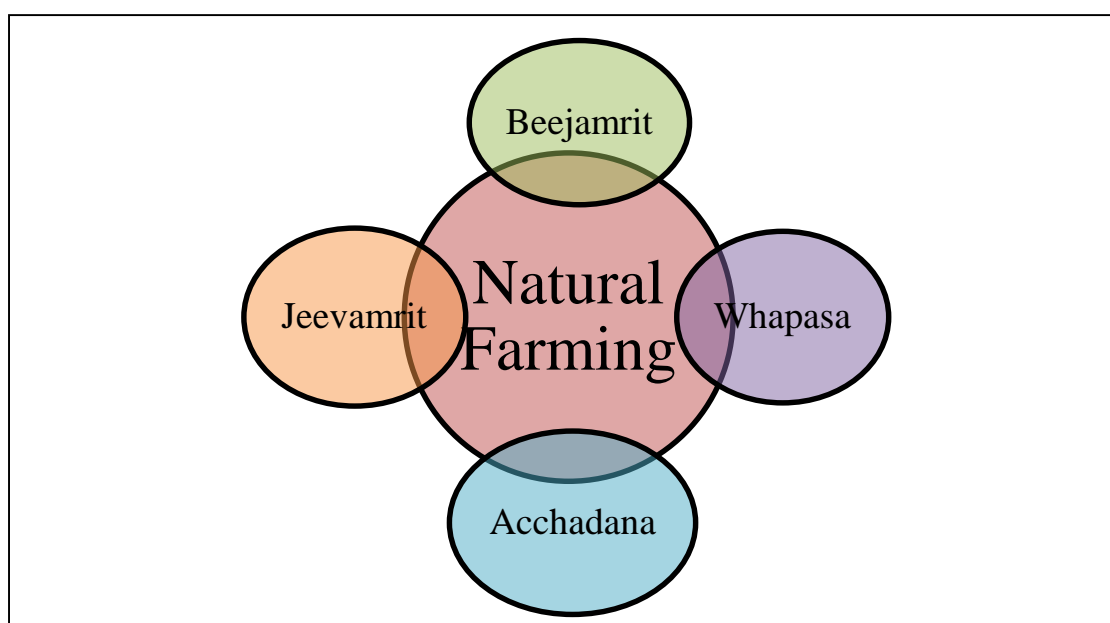 Beejamrit
Jeevamrit
Natural
Farming
Whapasa
Acchadana